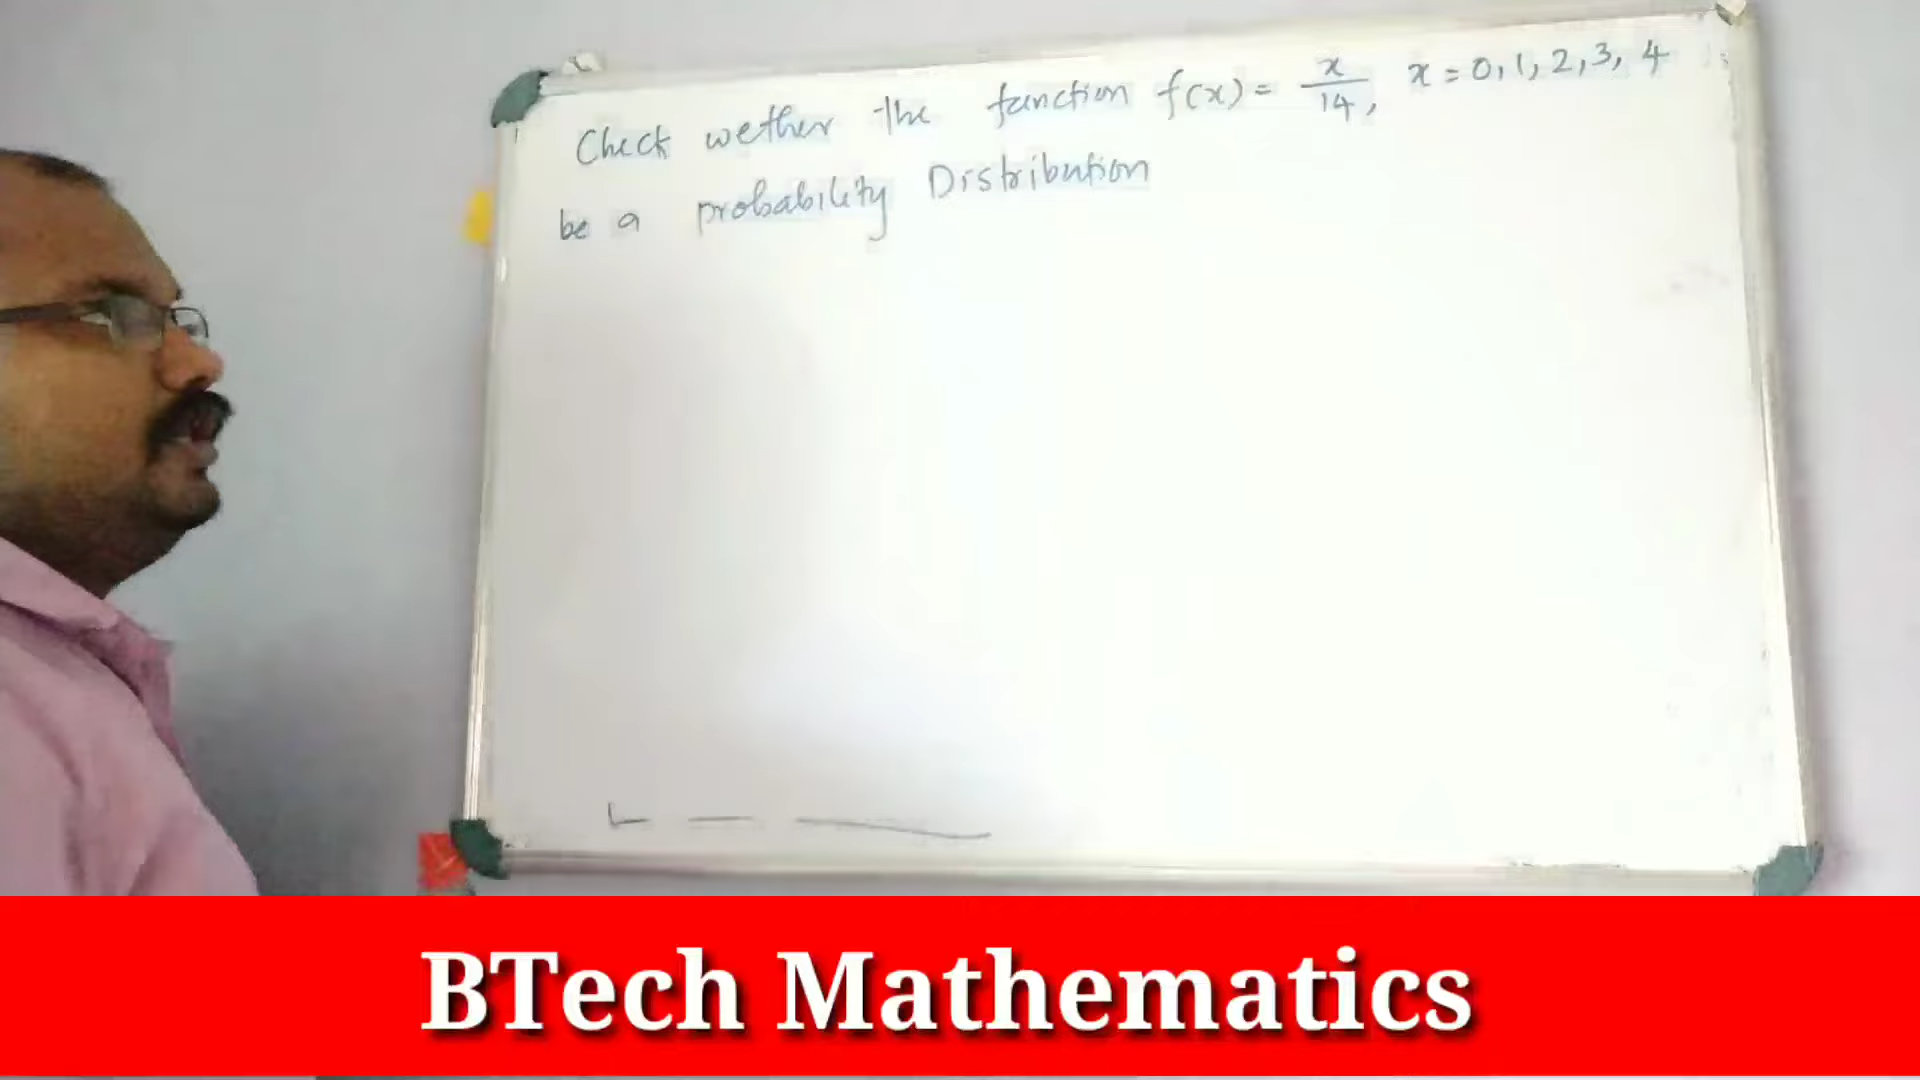 Check wether the function f(x) = x/14, x = 0, 1, 2, 3, 4
be a probability Distribution
BTech Mathematics